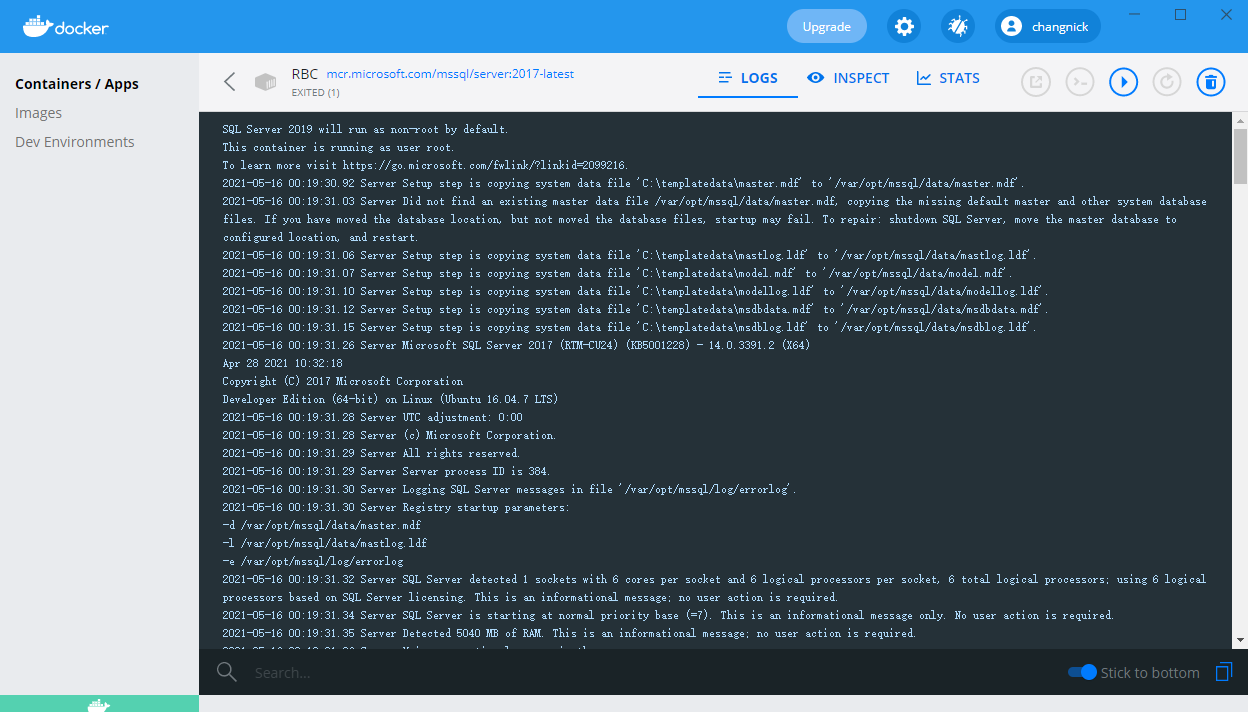 docker
Upgrade
changnick
Containers / Apps
Images
Dev Environments
RBC mcr.microsoft.com/mssql/server:2017-latest
EXITED (1)
LOGS
INSPECT
STATS
SQL Server 2019 will run as non-root by default.
This container is running as user root.
To learn more visit https://go.microsoft.com/fwlink/?linkid=2099216.
2021-05-16 00:19:30.92 Server Setup step is copying system data file 'C:\templatedata\master.mdf' to '/var/opt/mssql/data/master.mdf'.
2021-05-16 00:19:31.03 Server Did not find an existing master data file /var/opt/mssql/data/master.mdf, copying the missing default master and other system database
files. If you have moved the database location, but not moved the database files, startup may fail. To repair: shutdown SQL Server, move the master database to
configured location, and restart.
2021-05-16 00:19:31.06 Server Setup step is copying system data file 'C:\templatedata\mastlog.ldf' to '/var/opt/mssql/data/mastlog.ldf'.
2021-05-16 00:19:31.07 Server Setup step is copying system data file 'C:\templatedata\model.mdf' to '/var/opt/mssql/data/model.mdf'.
2021-05-16 00:19:31.10 Server Setup step is copying system data file 'C:\templatedata\modellog.ldf' to '/var/opt/mssql/data/modellog.ldf'.
2021-05-16 00:19:31.12 Server Setup step is copying system data file 'C:\templatedata\msdbdata.mdf' to '/var/opt/mssql/data/msdbdata.mdf'.
2021-05-16 00:19:31.15 Server Setup step is copying system data file 'C:\templatedata\msdblog.ldf' to '/var/opt/mssql/data/msdblog.ldf'.
2021-05-16 00:19:31.26 Server Microsoft SQL Server 2017 (RTM-CU24) (KB5001228) - 14.0.3391.2 (X64)
Apr 28 2021 10:32:18
Copyright (C) 2017 Microsoft Corporation
Developer Edition (64-bit) on Linux (Ubuntu 16.04.7 LTS)
2021-05-16 00:19:31.28 Server UTC adjustment: 0:00
2021-05-16 00:19:31.28 Server (c) Microsoft Corporation.
2021-05-16 00:19:31.29 Server All rights reserved.
2021-05-16 00:19:31.29 Server Server process ID is 384.
2021-05-16 00:19:31.30 Server Logging SQL Server messages in file '/var/opt/mssql/log/errorlog'.
2021-05-16 00:19:31.30 Server Registry startup parameters:
-d /var/opt/mssql/data/master.mdf
-l /var/opt/mssql/data/mastlog.ldf
-e /var/opt/mssql/log/errorlog
2021-05-16 00:19:31.32 Server SQL Server detected 1 sockets with 6 cores per socket and 6 logical processors per socket, 6 total logical processors; using 6 logical
processors based on SQL Server licensing. This is an informational message; no user action is required.
2021-05-16 00:19:31.34 Server SQL Server is starting at normal priority base (=7). This is an informational message only. No user action is required.
2021-05-16 00:19:31.35 Server Detected 5040 MB of RAM. This is an informational message; no user action is required.
Search...
Stick to bottom